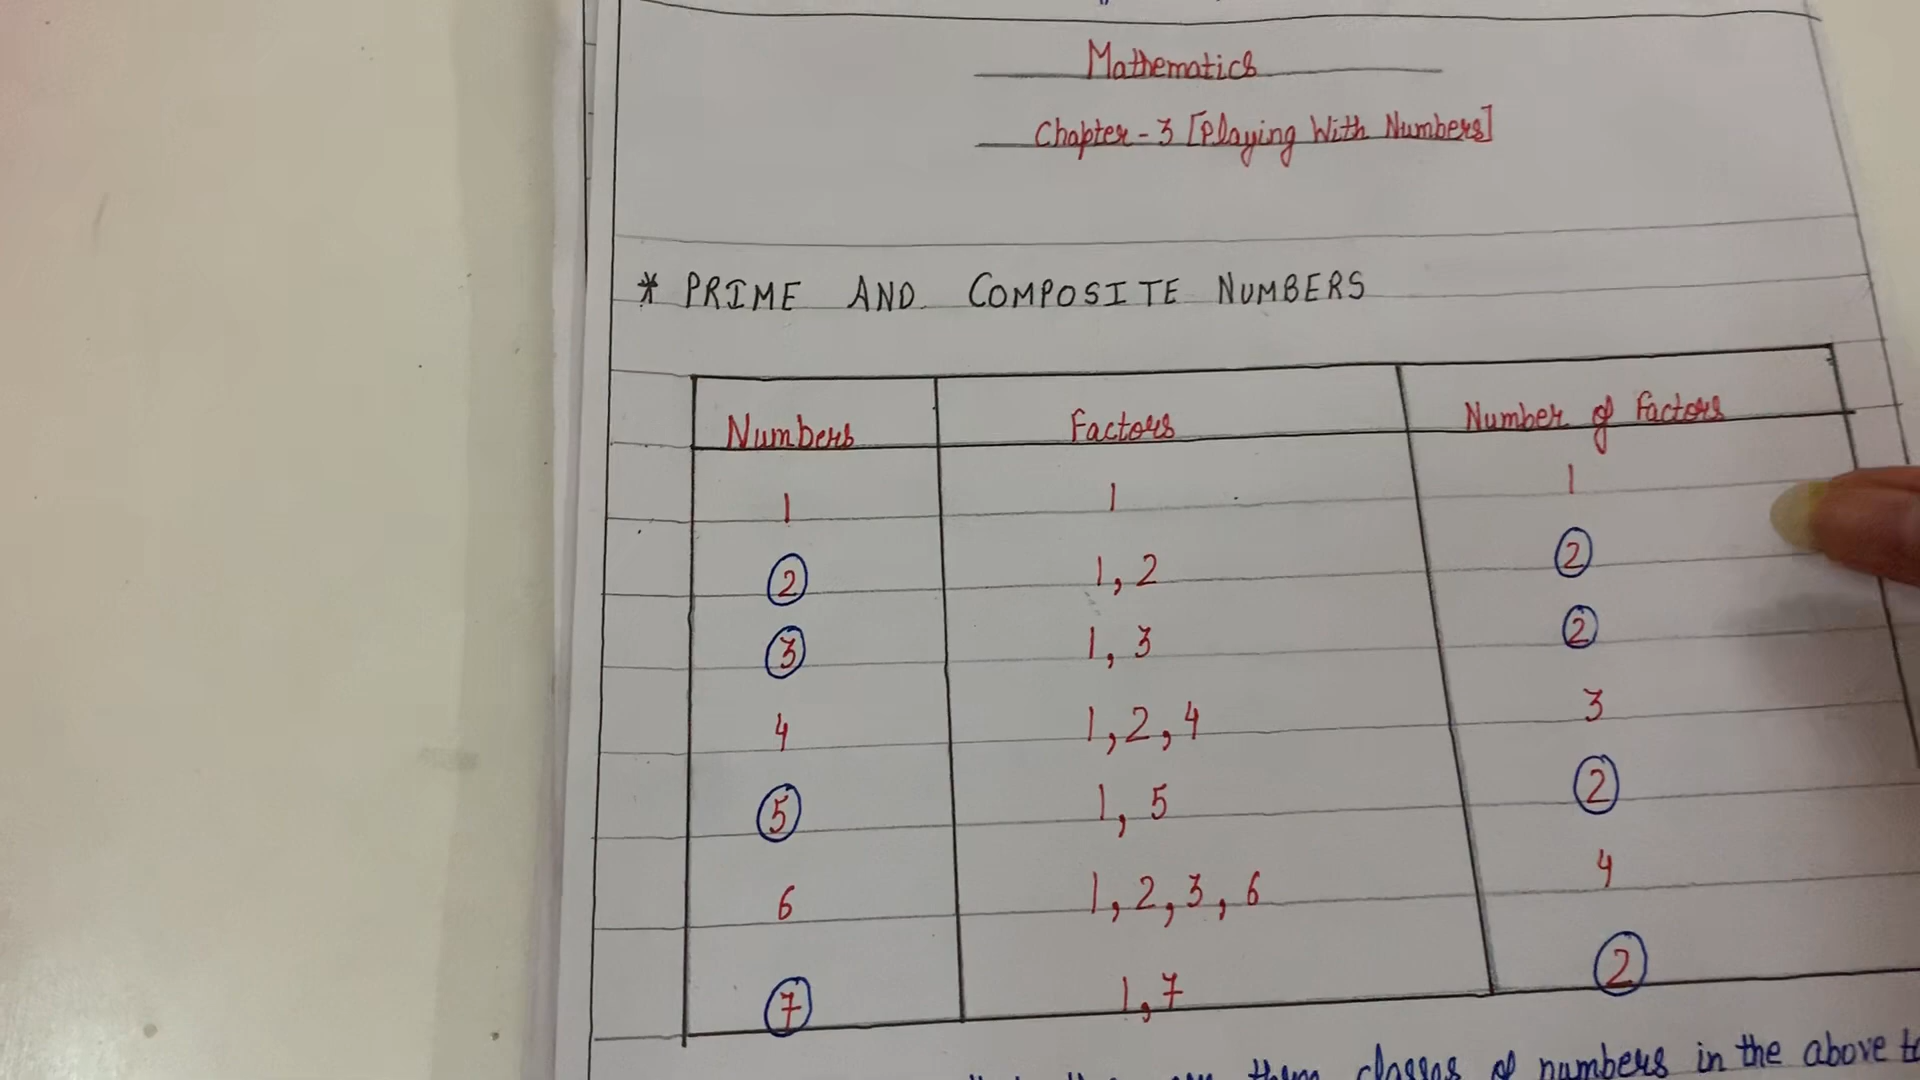 Mathematics
Chapter-3 [Playing With Numbers]
* PRIME AND COMPOSITE NUMBERS
Numbers Factors Number of Factors
1 1 1
2 1, 2 2
3 1, 3 2
4 1, 2, 4 3
5 1, 5 2
6 1, 2, 3, 6 4
7 1, 7 2
classes of numbers in the above